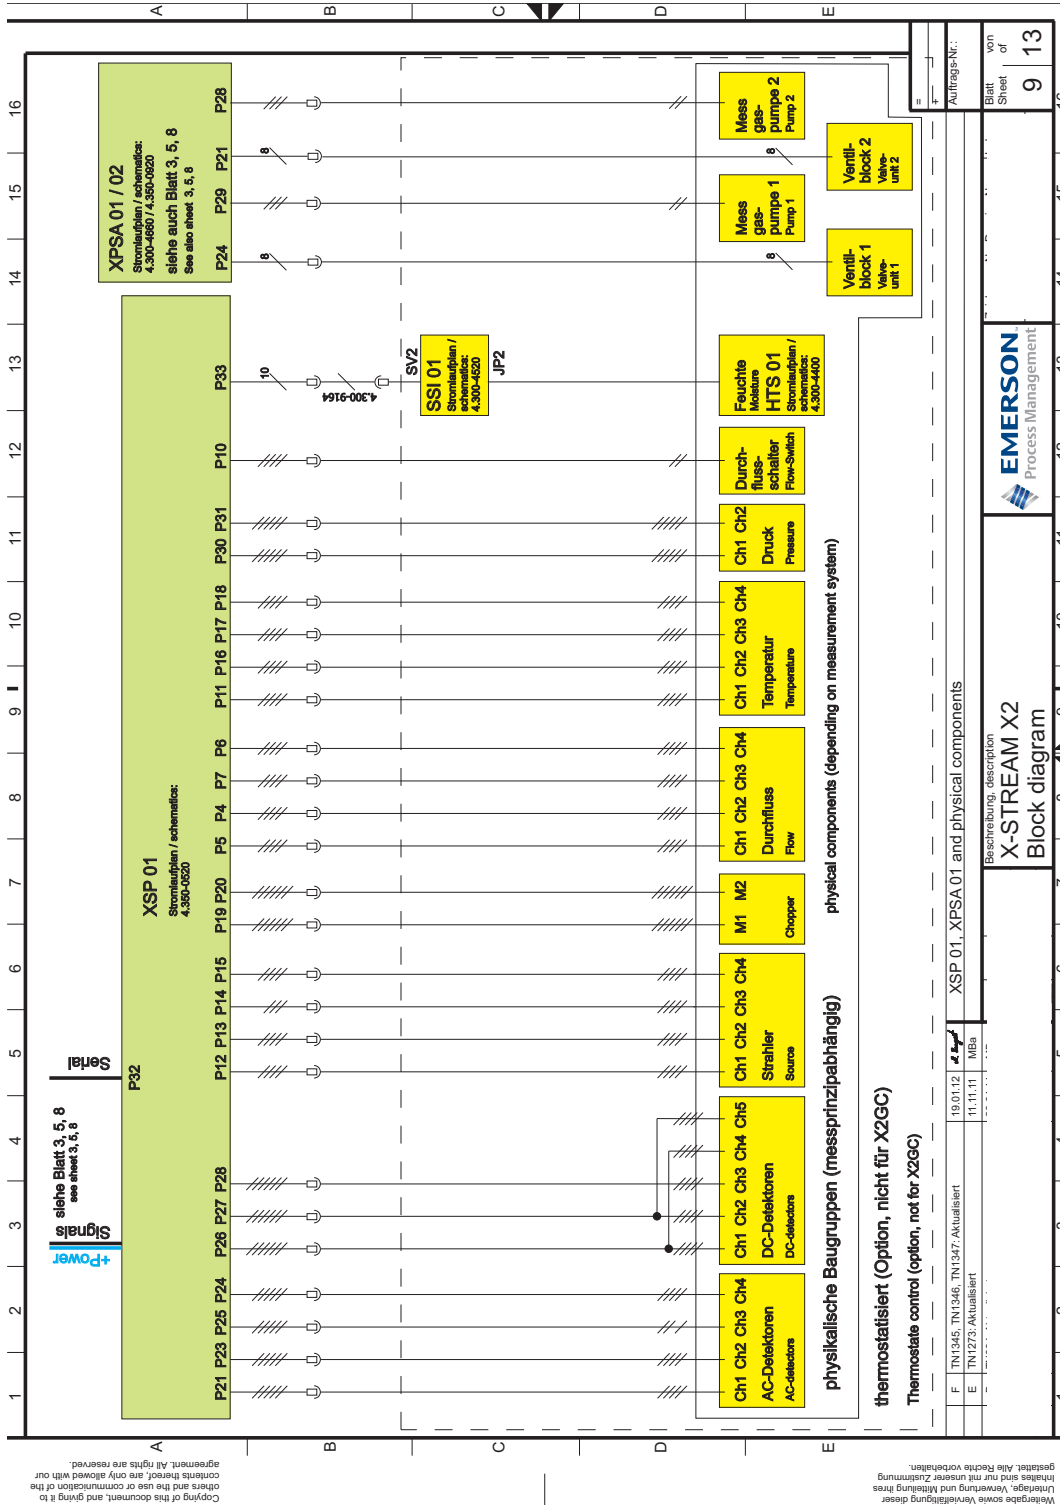 A
B
C
D
E
16
15
14
13
12
11
10
9
8
7
6
5
4
3
2
1
XPSA 01 / 02
Stromlaufplan / schematics:
4.300-4660 / 4.350-0920
siehe auch Blatt 3, 5, 8
See also sheet 3, 5, 8
P24
P29
P21
P28
8
8
8
8
Mess
gas-
pumpe 2
Pump 2
Ventil-
block 2
Valve-
unit 2
Mess
gas-
pumpe 1
Pump 1
Ventil-
block 1
Valve-
unit 1
Serial
siehe Blatt 3, 5, 8
see sheet 3, 5, 8
Signals
+Power
P32
XSP 01
Stromlaufplan / schematics:
4.350-0520
P21 P23 P25 P24
P26 P27 P28
P12 P13 P14 P15
P19 P20
P5 P4 P7 P6
P11 P16 P17 P18
P30 P31
P10
P33
10
4.300-9164
SV2
SSI 01
Stromlaufplan /
schematics:
4.300-4520
JP2
Feuchte
Moisture
HTS 01
Stromlaufplan /
schematics:
4.300-4400
Durch-
fluss-
schalter
Flow-Switch
Ch1 Ch2
Druck
Pressure
Ch1 Ch2 Ch3 Ch4
Temperatur
Temperature
Ch1 Ch2 Ch3 Ch4
Durchfluss
Flow
M1 M2
Chopper
Ch1 Ch2 Ch3 Ch4
Strahler
Source
Ch1 Ch2 Ch3 Ch4 Ch5
DC-Detektoren
DC-detectors
Ch1 Ch2 Ch3 Ch4
AC-Detektoren
AC-detectors
physikalische Baugruppen (messprinzipabhängig)
physical components (depending on measurement system)
thermostatisiert (Option, nicht für X2GC)
Thermostate control (option, not for X2GC)
A
B
C
D
E
=
+
Auftrags-Nr.:
F TN1345, TN1346, TN1347: Aktualisiert 19.01.12
E TN1273: Aktualisiert 11.11.11 MBa
XSP 01, XPSA 01 and physical components
Beschreibung, description
X-STREAM X2
Block diagram
EMERSON
Process Management
Blatt
Sheet
von
of
9 13
Copying of this document, and giving it to
others and the use or communication of the
contents thereof, are only allowed with our
agreement. All rights are reserved.
Weitergabe sowie Vervielfältigung dieser
Unterlage, Verwertung und Mitteilung ihres
Inhaltes sind nur mit unserer Zustimmung
gestattet. Alle Rechte vorbehalten.